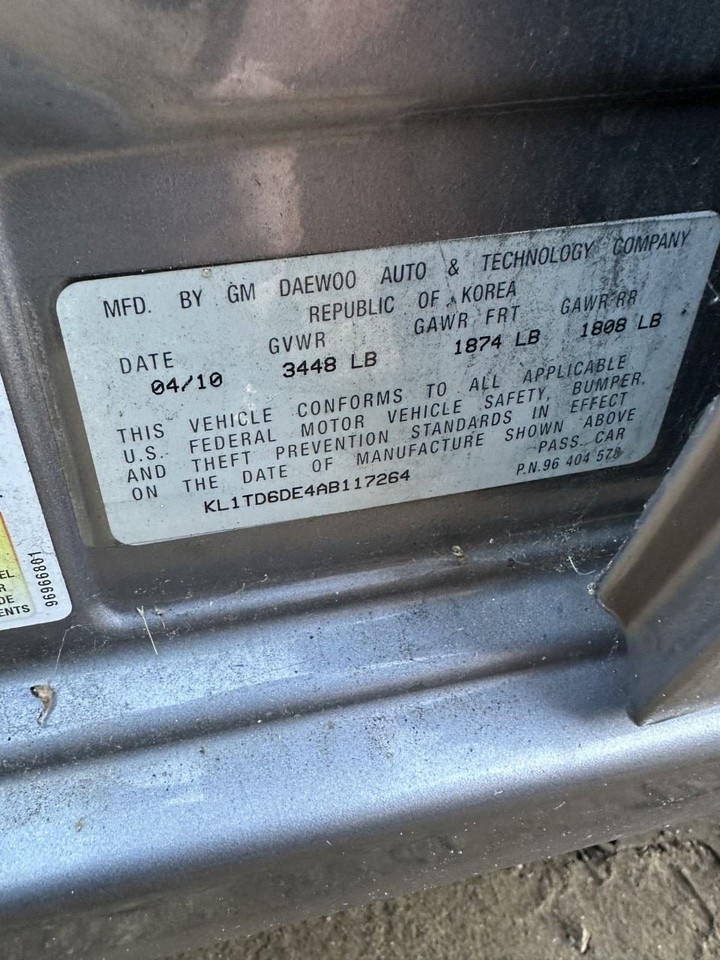 MFD. BY GM DAEWOO AUTO & TECHNOLOGY COMPANY
REPUBLIC OF KOREA
DATE GVWR GAWR FRT GAWR RR
04/10 3448 LB 1874 LB 1808 LB
THIS VEHICLE CONFORMS TO ALL APPLICABLE
U.S. FEDERAL MOTOR VEHICLE SAFETY, BUMPER,
AND THEFT PREVENTION STANDARDS IN EFFECT
ON THE DATE OF MANUFACTURE SHOWN ABOVE
PASS. CAR
KL1TD6DE4AB117264
P.N.96 404 578
96966801